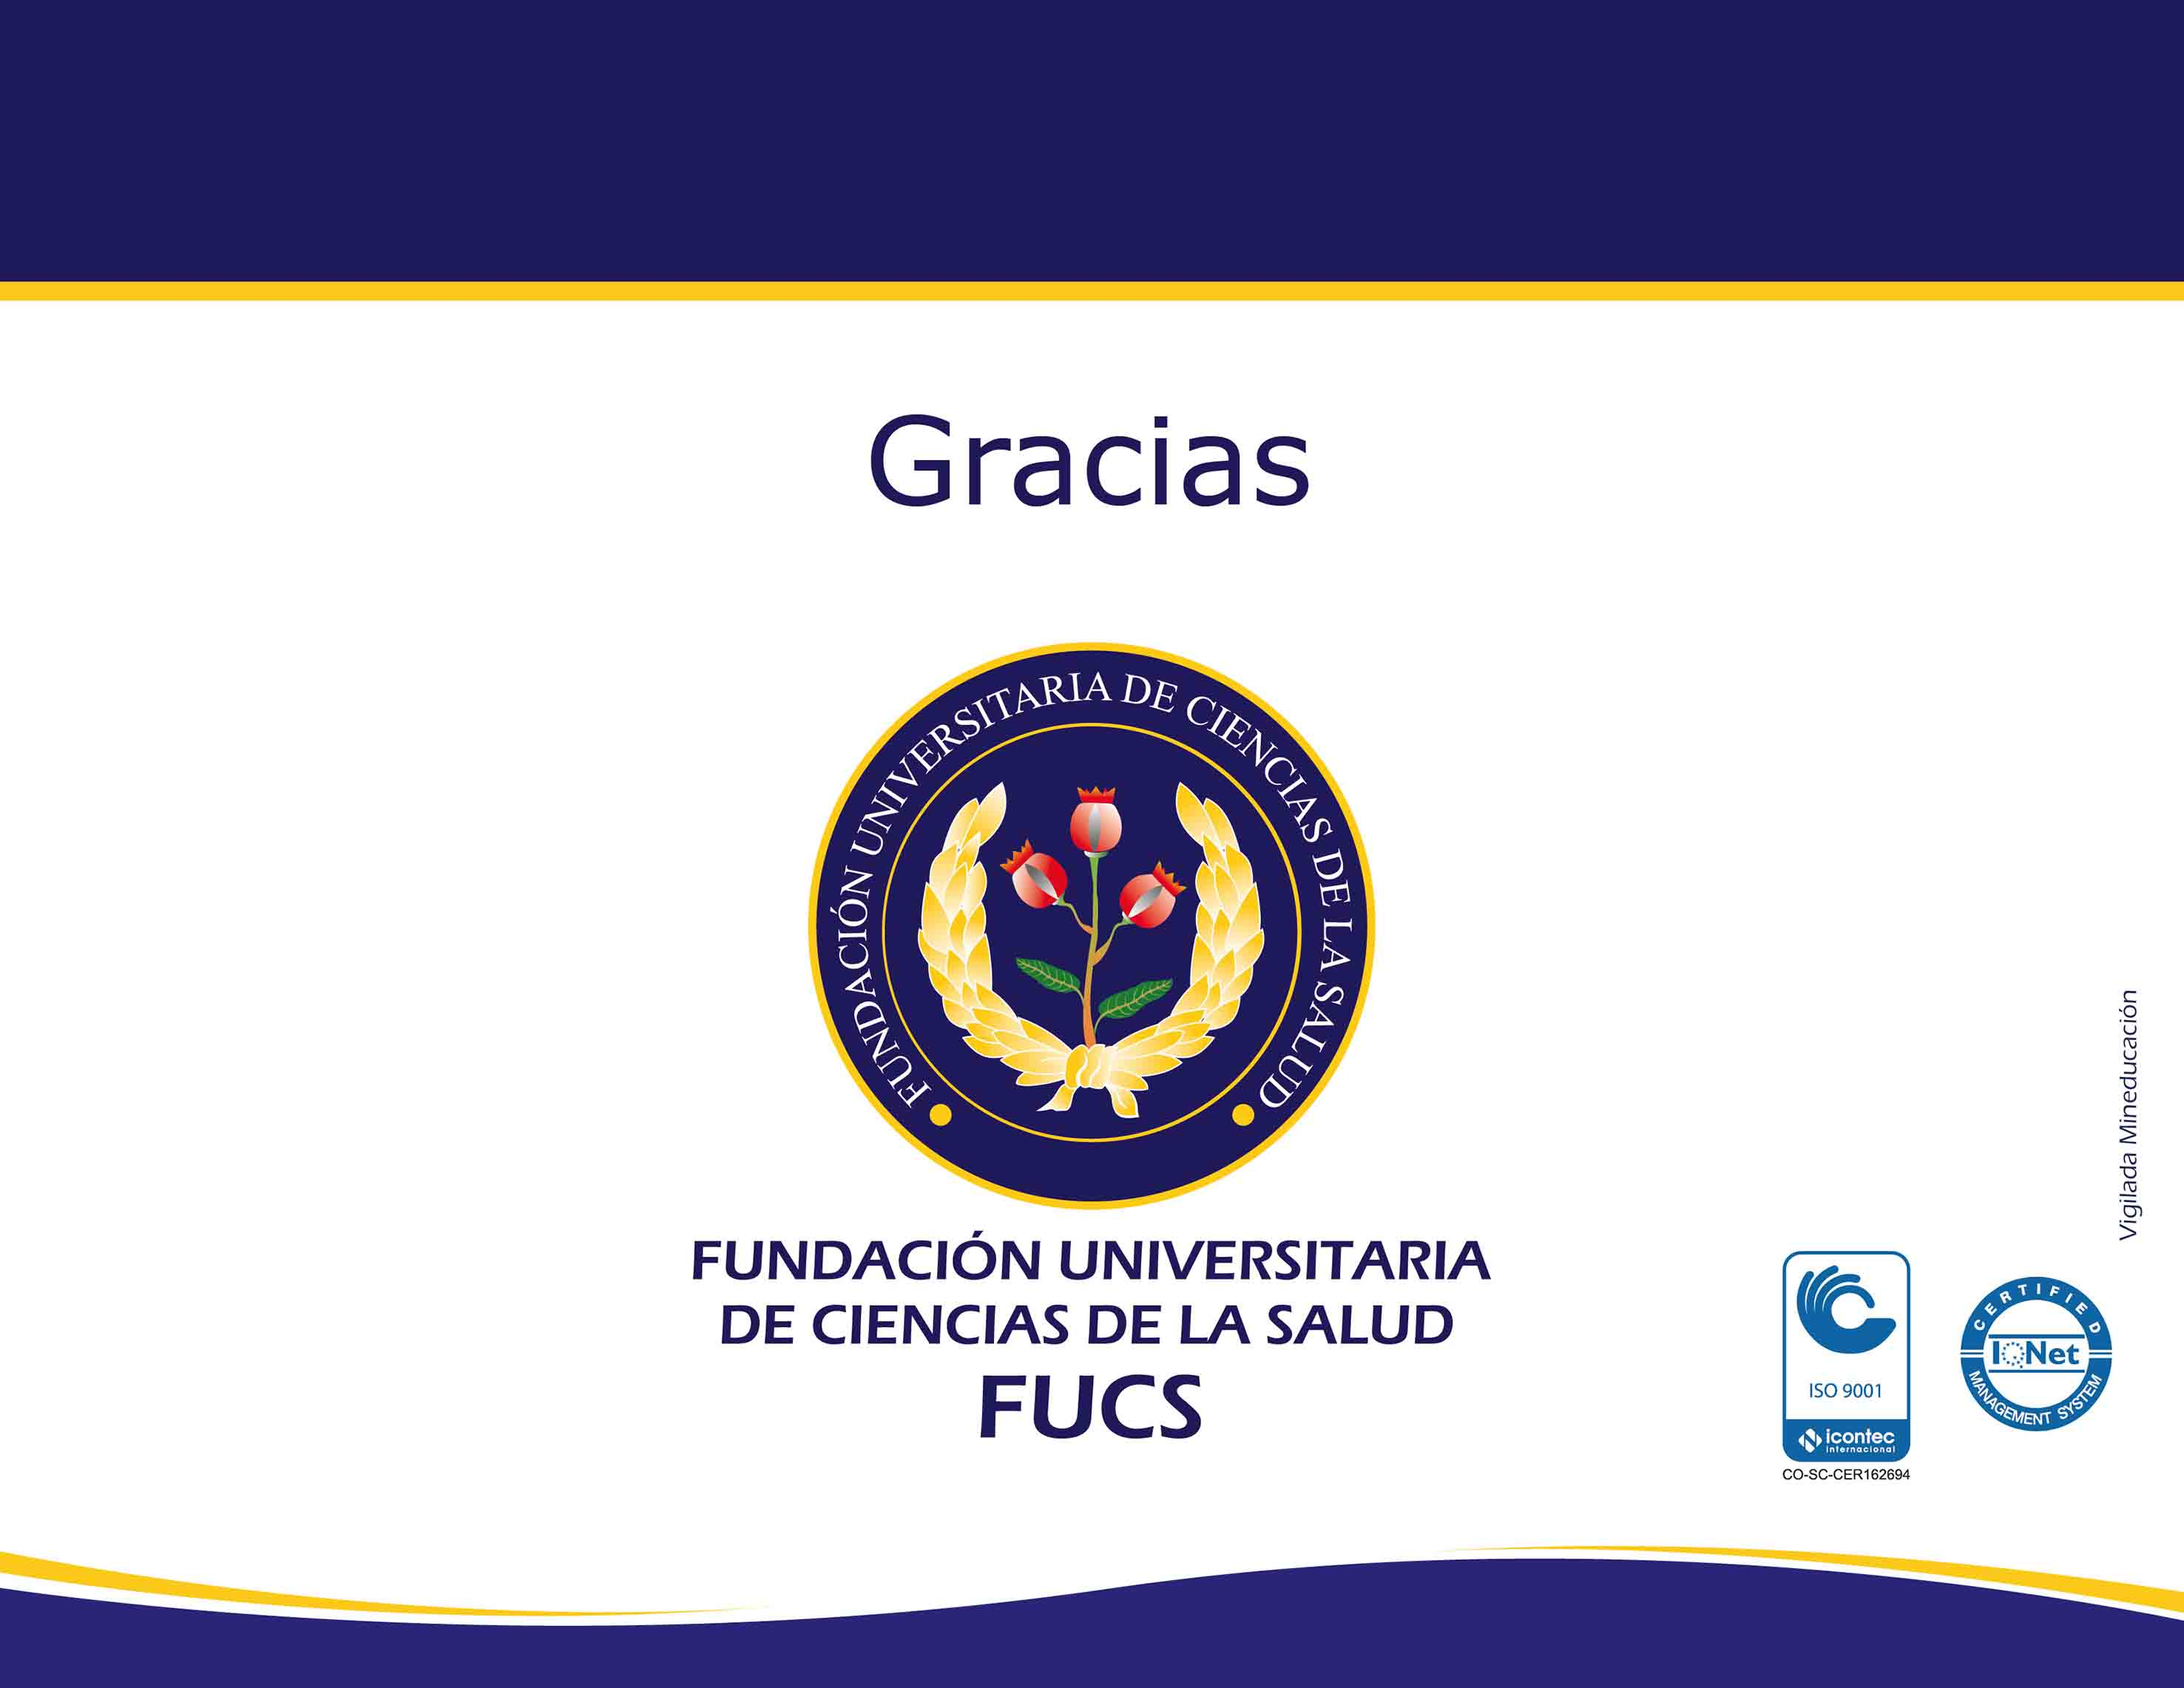 Gracias
FUNDACIÓN UNIVERSITARIA DE CIENCIAS DE LA SALUD
FUNDACIÓN UNIVERSITARIA
DE CIENCIAS DE LA SALUD
FUCS
Vigilada Mineducación
ISO 9001
icontec
internacional
CO-SC-CER162694
CERTIFIED
IQNet
MANAGEMENT SYSTEM